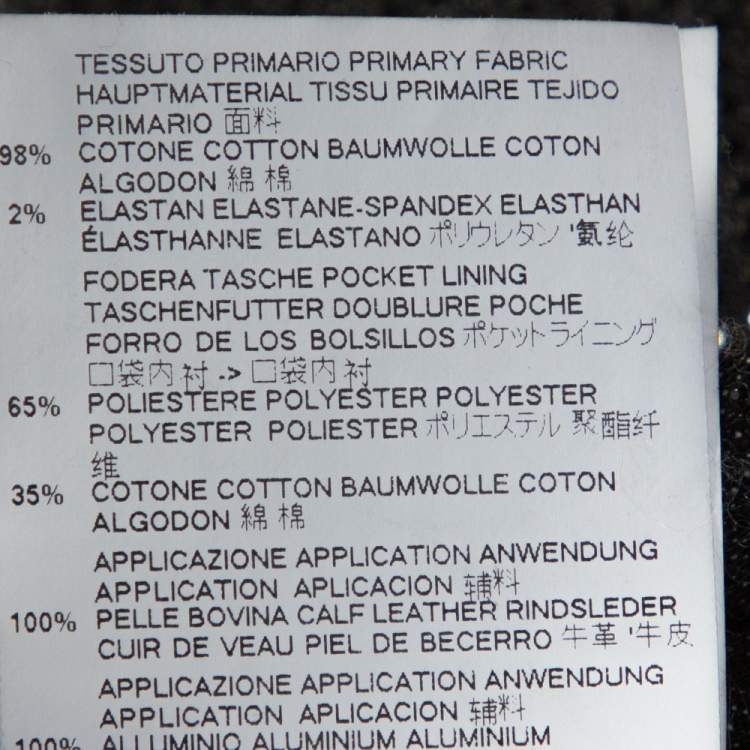 TESSUTO PRIMARIO PRIMARY FABRIC
HAUPTMATERIAL TISSU PRIMAIRE TEJIDO
PRIMARIO 面料
98% COTONE COTTON BAUMWOLLE COTON
ALGODON 綿 棉
2% ELASTAN ELASTANE-SPANDEX ELASTHAN
ÉLASTHANNE ELASTANO ポリウレタン '氨纶
FODERA TASCHE POCKET LINING
TASCHENFUTTER DOUBLURE POCHE
FORRO DE LOS BOLSILLOS ポケットライニング
口袋内衬 -> 口袋内衬
65% POLIESTERE POLYESTER POLYESTER
POLYESTER POLIESTER ポリエステル 聚酯纤
维
35% COTONE COTTON BAUMWOLLE COTON
ALGODON 綿 棉
APPLICAZIONE APPLICATION ANWENDUNG
APPLICATION APLICACION 辅料
100% PELLE BOVINA CALF LEATHER RINDSLEDER
CUIR DE VEAU PIEL DE BECERRO 牛革 '牛皮
APPLICAZIONE APPLICATION ANWENDUNG
APPLICATION APLICACION 辅料
100% ALLUMINIO ALUMINIUM ALUMINIUM